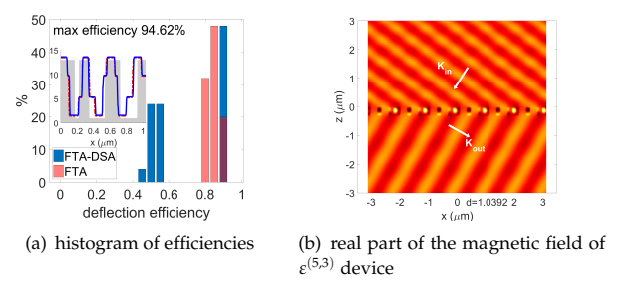 max efficiency 94.62%
50
40
30
20
10
0
%
15
10
5
0
0 0.2 0.4 0.6 0.8 1
x (μm)
FTA-DSA
FTA
0 0.2 0.4 0.6 0.8 1
deflection efficiency
(a) histogram of efficiencies
3
2
1
0
-1
-2
-3
z (μm)
K_in
K_out
-3 -2 -1 0 d=1.0392 2 3
x (μm)
(b) real part of the magnetic field of
ε^(5,3) device